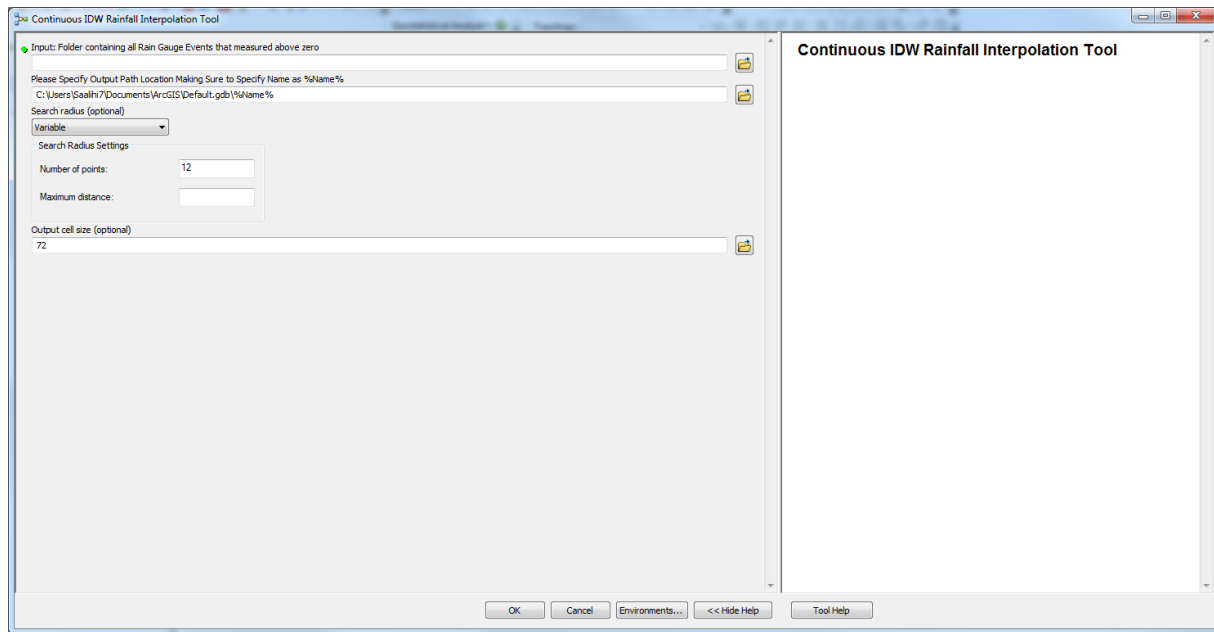 Continuous IDW Rainfall Interpolation Tool
Input: Folder containing all Rain Gauge Events that measured above zero
Please Specify Output Path Location Making Sure to Specify Name as %Name%
C:\Users\Saalihi7\Documents\ArcGIS\Default.gdb\%Name%
Search radius (optional)
Variable
Search Radius Settings
Number of points: 12
Maximum distance:
Output cell size (optional)
72
Continuous IDW Rainfall Interpolation Tool
OK Cancel Environments... << Hide Help Tool Help